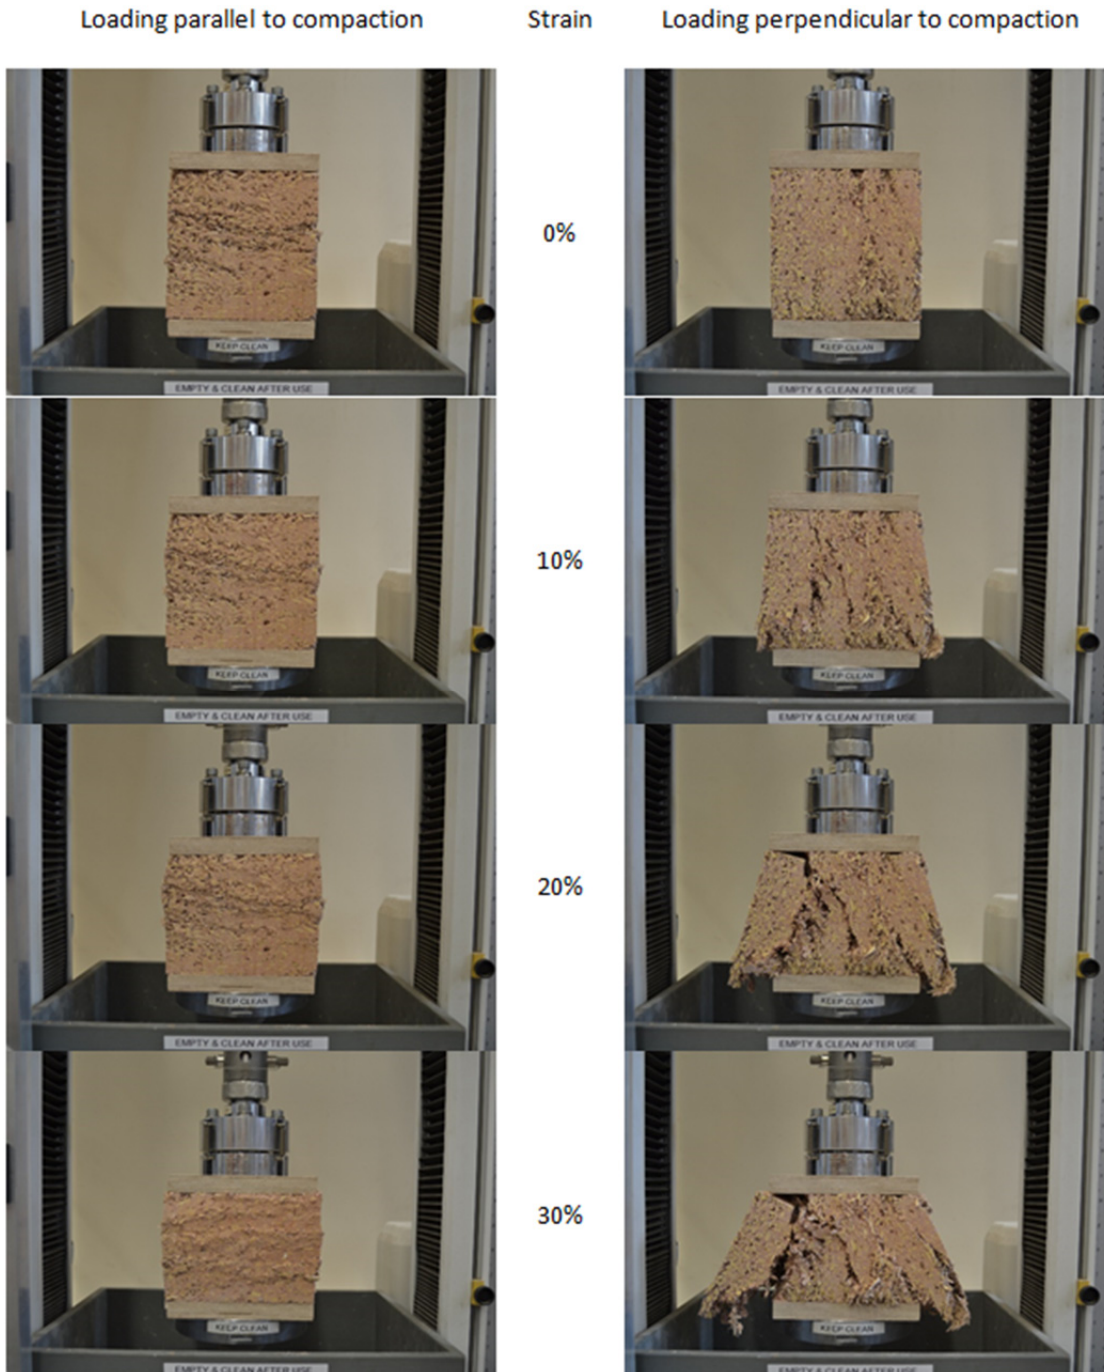 Loading parallel to compaction Strain Loading perpendicular to compaction
0%
KEEP CLEAN KEEP CLEAN
EMPTY & CLEAN AFTER USE EMPTY & CLEAN AFTER USE
10%
KEEP CLEAN KEEP CLEAN
EMPTY & CLEAN AFTER USE EMPTY & CLEAN AFTER USE
20%
KEEP CLEAN KEEP CLEAN
EMPTY & CLEAN AFTER USE EMPTY & CLEAN AFTER USE
30%
KEEP CLEAN KEEP CLEAN
EMPTY & CLEAN AFTER USE EMPTY & CLEAN AFTER USE